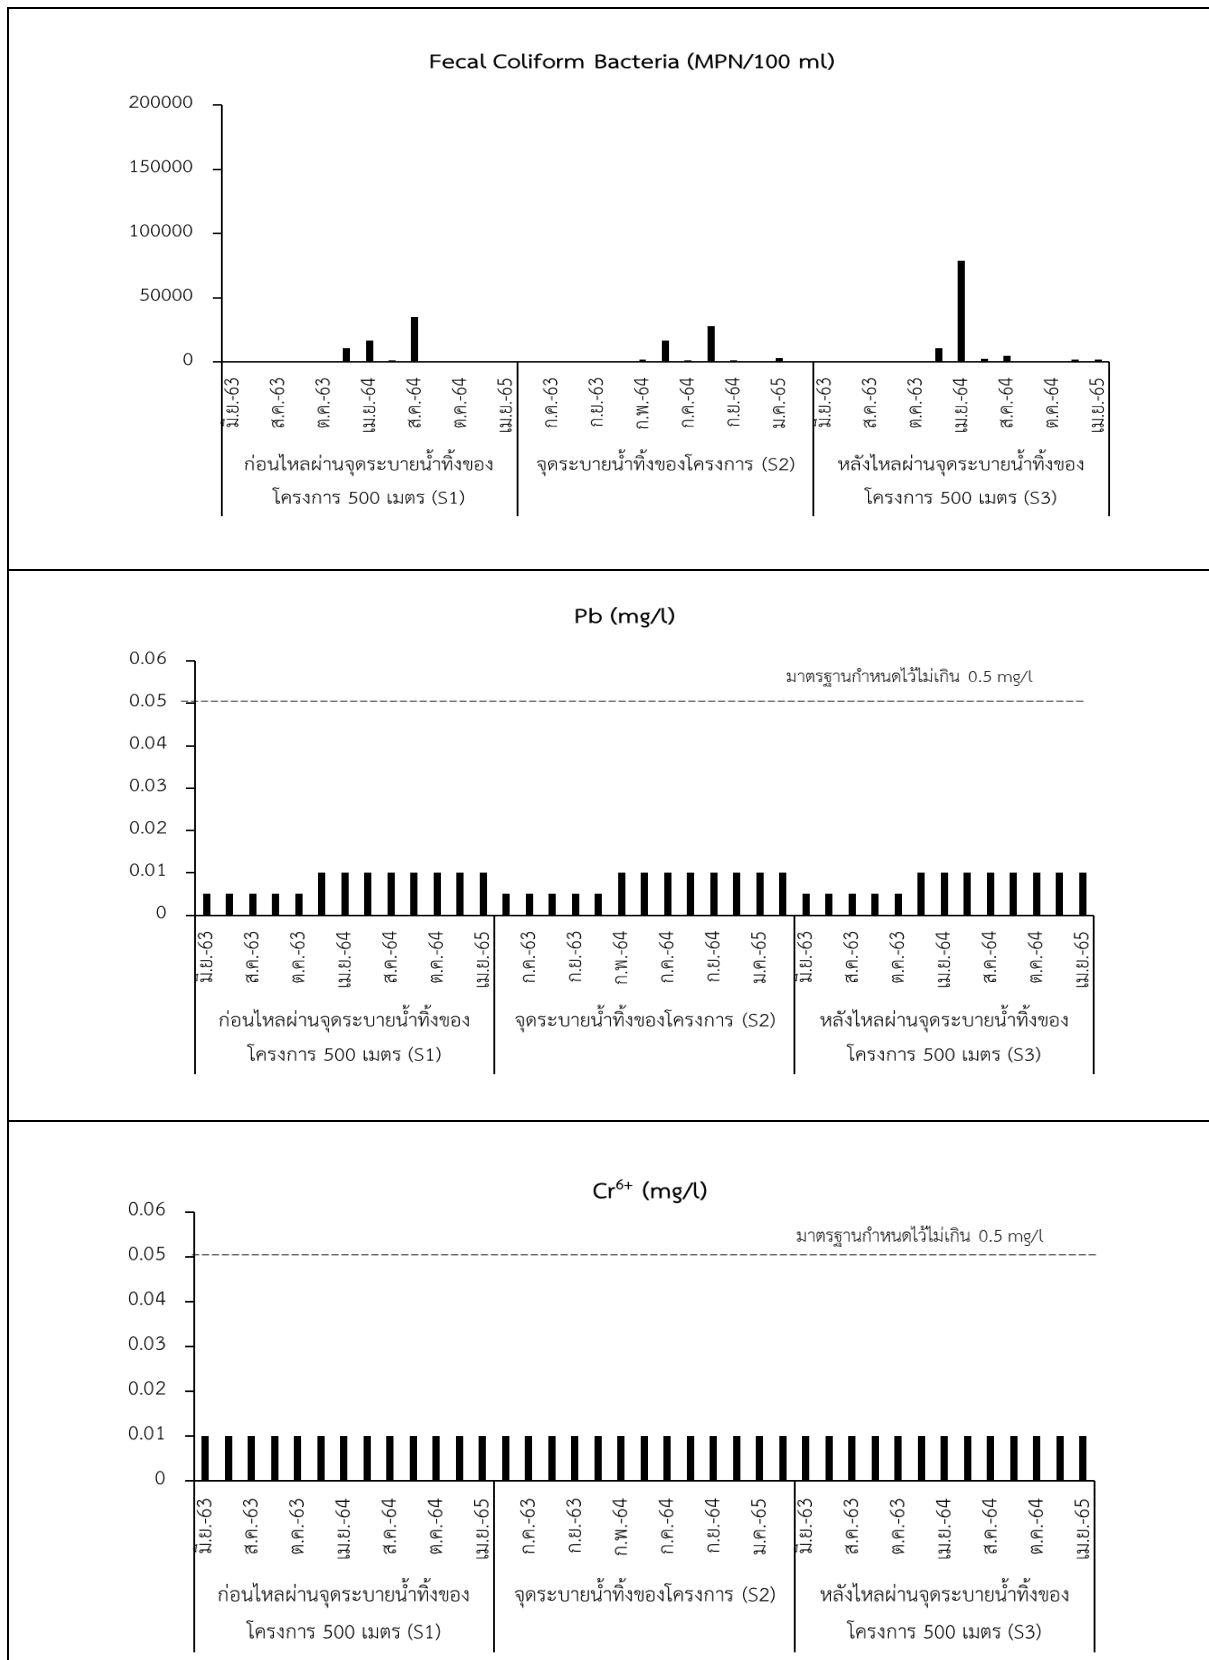 Fecal Coliform Bacteria (MPN/100 ml)
200000
150000
100000
50000
0
มิ.ย.-63 ส.ค.-63 ต.ค.-63 เม.ย.-64 ส.ค.-64 ต.ค.-64 เม.ย.-65 ก.ค.-63 ก.ย.-63 ก.พ.-64 ก.ค.-64 ก.ย.-64 ม.ค.-65 มิ.ย.-63 ส.ค.-63 ต.ค.-63 เม.ย.-64 ส.ค.-64 ต.ค.-64 เม.ย.-65
ก่อนไหลผ่านจุดระบายน้ำทิ้งของ
โครงการ 500 เมตร (S1)
จุดระบายน้ำทิ้งของโครงการ (S2)
หลังไหลผ่านจุดระบายน้ำทิ้งของ
โครงการ 500 เมตร (S3)
Pb (mg/l)
มาตรฐานกำหนดไว้ไม่เกิน 0.5 mg/l
0.06
0.05
0.04
0.03
0.02
0.01
0
มิ.ย.-63 ส.ค.-63 ต.ค.-63 เม.ย.-64 ส.ค.-64 ต.ค.-64 เม.ย.-65 ก.ค.-63 ก.ย.-63 ก.พ.-64 ก.ค.-64 ก.ย.-64 ม.ค.-65 มิ.ย.-63 ส.ค.-63 ต.ค.-63 เม.ย.-64 ส.ค.-64 ต.ค.-64 เม.ย.-65
ก่อนไหลผ่านจุดระบายน้ำทิ้งของ
โครงการ 500 เมตร (S1)
จุดระบายน้ำทิ้งของโครงการ (S2)
หลังไหลผ่านจุดระบายน้ำทิ้งของ
โครงการ 500 เมตร (S3)
Cr⁶⁺ (mg/l)
มาตรฐานกำหนดไว้ไม่เกิน 0.5 mg/l
0.06
0.05
0.04
0.03
0.02
0.01
0
มิ.ย.-63 ส.ค.-63 ต.ค.-63 เม.ย.-64 ส.ค.-64 ต.ค.-64 เม.ย.-65 ก.ค.-63 ก.ย.-63 ก.พ.-64 ก.ค.-64 ก.ย.-64 ม.ค.-65 มิ.ย.-63 ส.ค.-63 ต.ค.-63 เม.ย.-64 ส.ค.-64 ต.ค.-64 เม.ย.-65
ก่อนไหลผ่านจุดระบายน้ำทิ้งของ
โครงการ 500 เมตร (S1)
จุดระบายน้ำทิ้งของโครงการ (S2)
หลังไหลผ่านจุดระบายน้ำทิ้งของ
โครงการ 500 เมตร (S3)